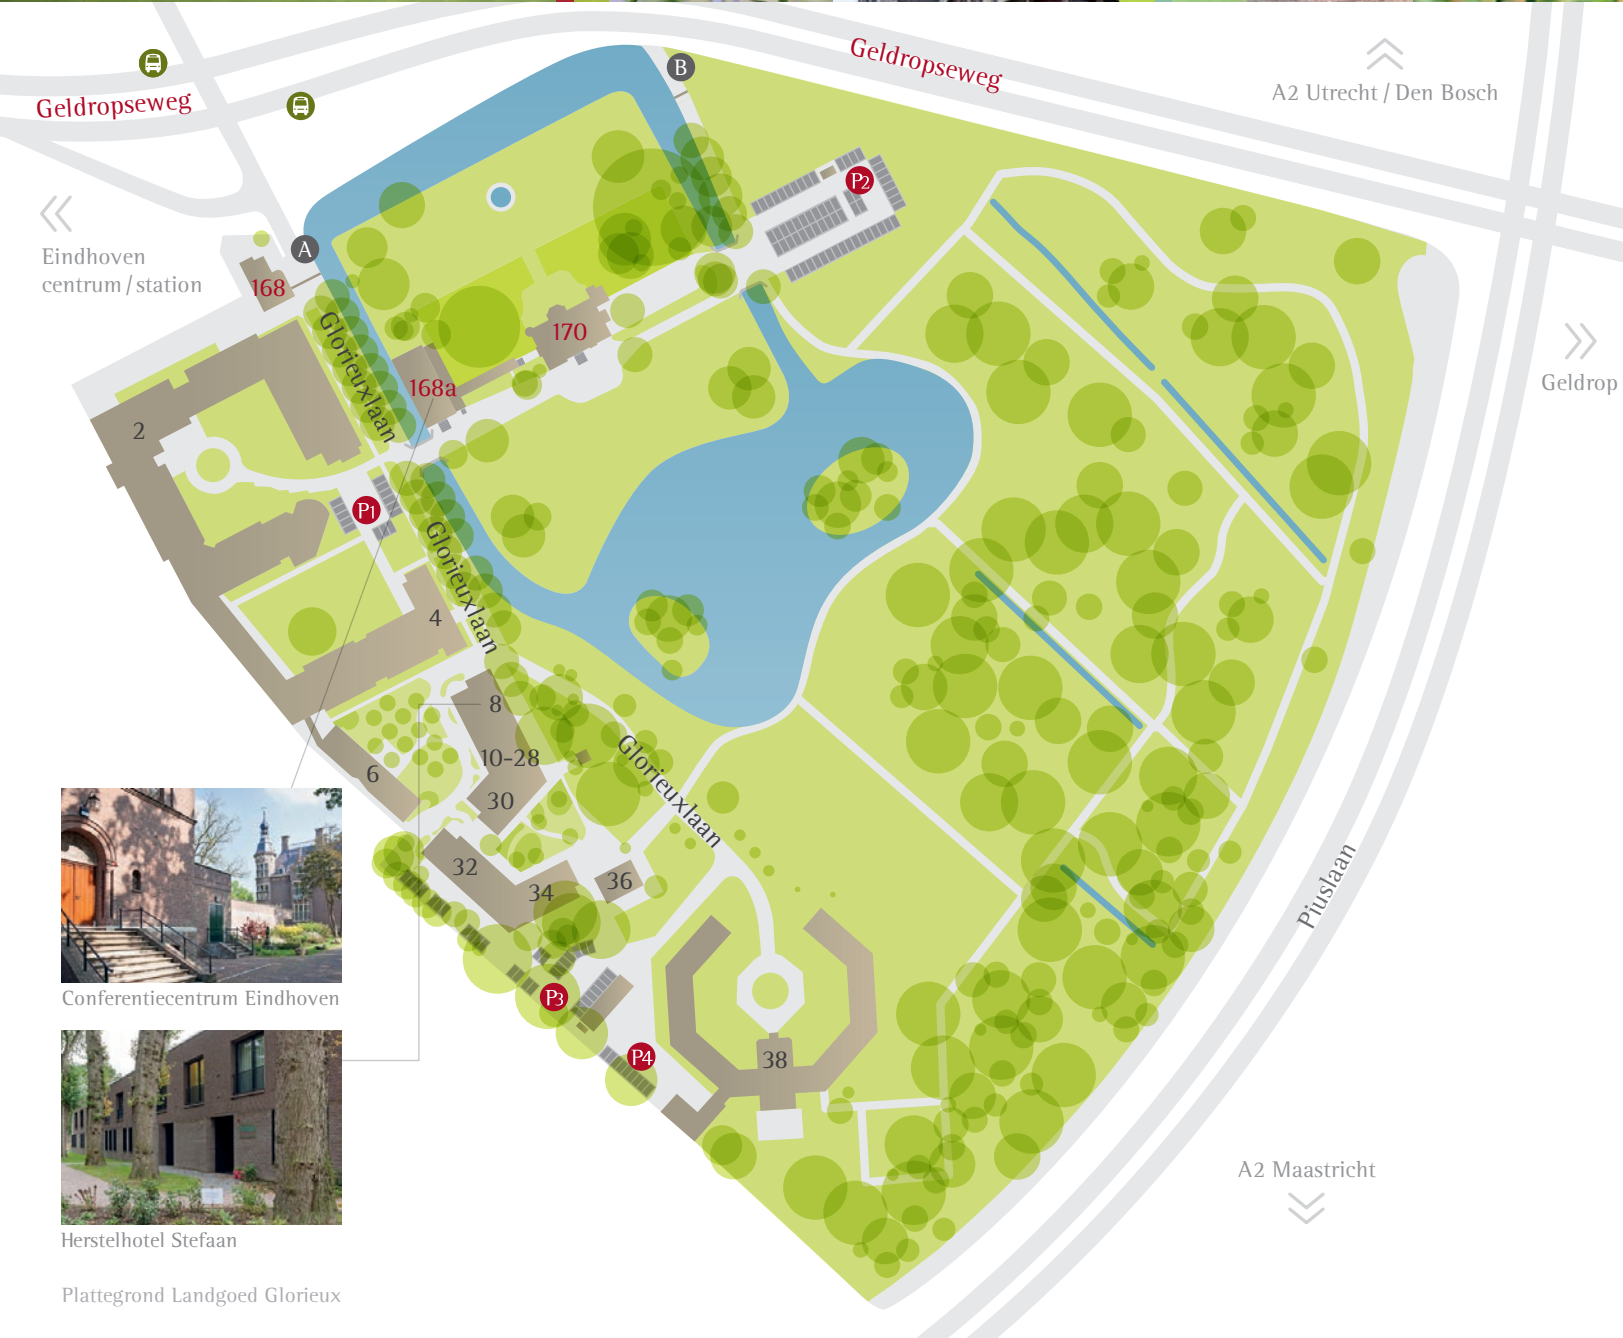 Geldropseweg
Geldropseweg
B
A2 Utrecht / Den Bosch
P2
Eindhoven
centrum / station
A
168
170
Glorieuxlaan
168a
Geldrop
2
P1
Glorieuxlaan
4
8
10-28
6
30
Glorieuxlaan
32
34
36
Piuslaan
Conferentiecentrum Eindhoven
P3
P4
38
A2 Maastricht
Herstelhotel Stefaan
Plattegrond Landgoed Glorieux